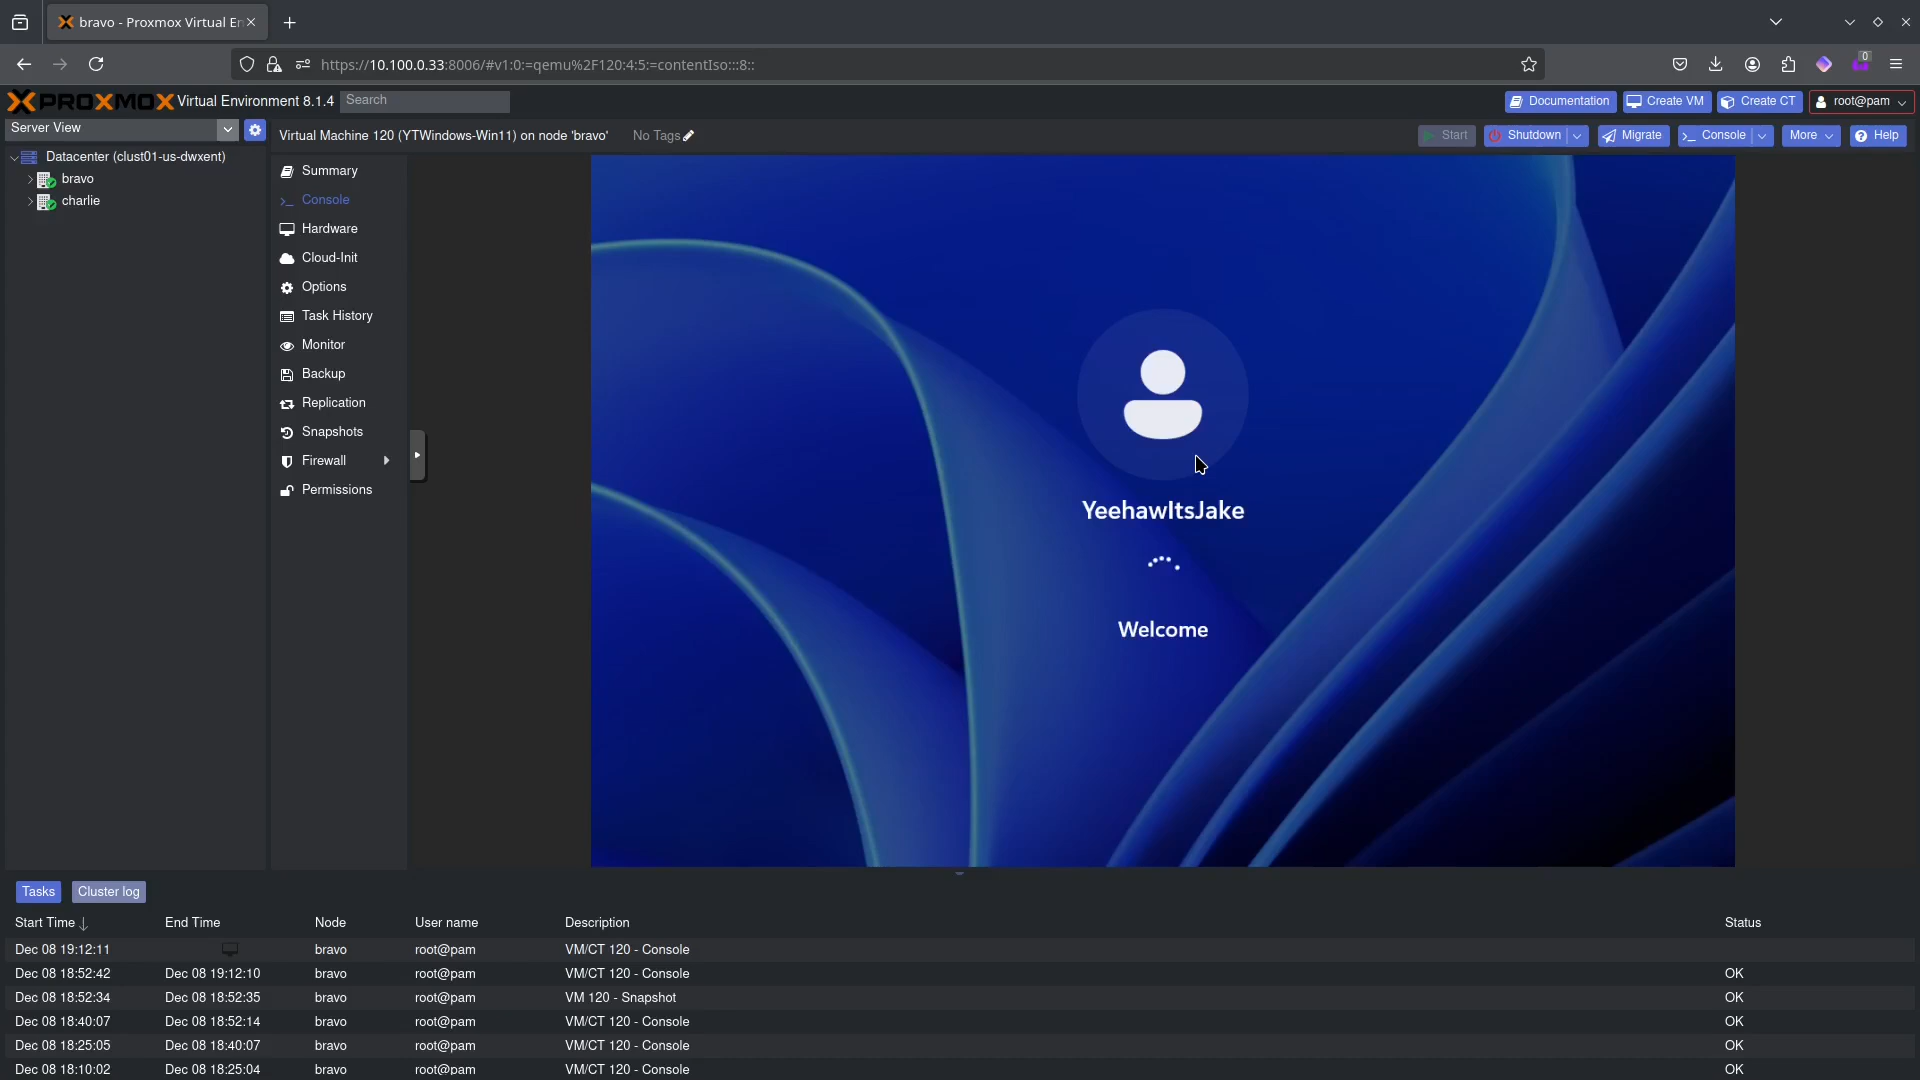 bravo - Proxmox Virtual En
https://10.100.0.33:8006/#v1:0:=qemu%2F120:4:5:=contentIso:::8::
0
PROXMOX Virtual Environment 8.1.4
Search
Documentation
Create VM
Create CT
root@pam
Server View
Virtual Machine 120 (YTWindows-Win11) on node 'bravo'
No Tags
Start
Shutdown
Migrate
Console
More
Help
Datacenter (clust01-us-dwxent)
bravo
charlie
Summary
Console
Hardware
Cloud-Init
Options
Task History
Monitor
Backup
Replication
Snapshots
Firewall
Permissions
YeehawItsJake
Welcome
Tasks
Cluster log
Start Time End Time Node User name Description Status
Dec 08 19:12:11 bravo root@pam VM/CT 120 - Console
Dec 08 18:52:42 Dec 08 19:12:10 bravo root@pam VM/CT 120 - Console OK
Dec 08 18:52:34 Dec 08 18:52:35 bravo root@pam VM 120 - Snapshot OK
Dec 08 18:40:07 Dec 08 18:52:14 bravo root@pam VM/CT 120 - Console OK
Dec 08 18:25:05 Dec 08 18:40:07 bravo root@pam VM/CT 120 - Console OK
Dec 08 18:10:02 Dec 08 18:25:04 bravo root@pam VM/CT 120 - Console OK